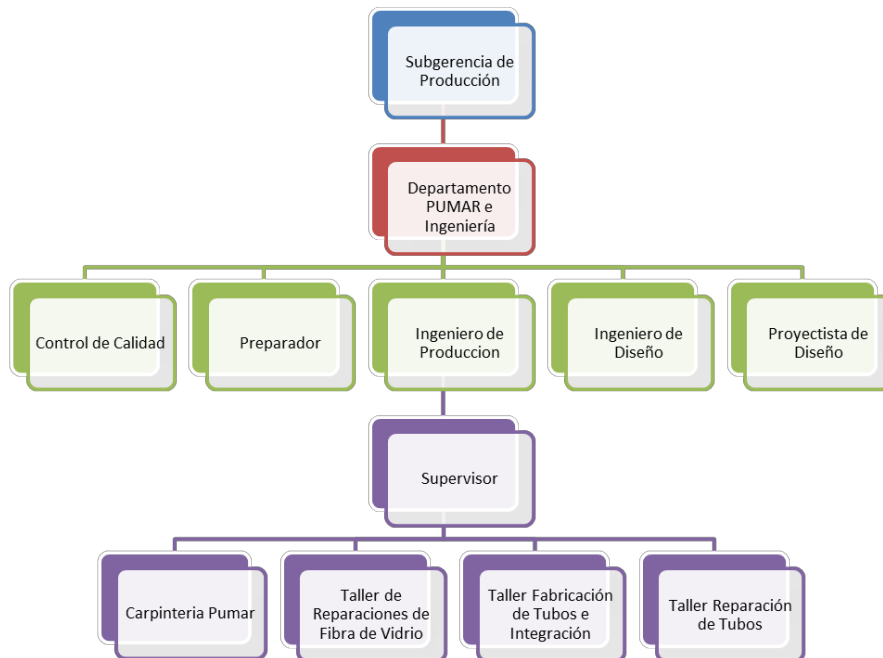 Subgerencia de
Producción
Departamento
PUMAR e
Ingeniería
Control de Calidad
Preparador
Ingeniero de
Produccion
Ingeniero de
Diseño
Proyectista de
Diseño
Supervisor
Carpinteria Pumar
Taller de
Reparaciones de
Fibra de Vidrio
Taller Fabricación
de Tubos e
Integración
Taller Reparación
de Tubos